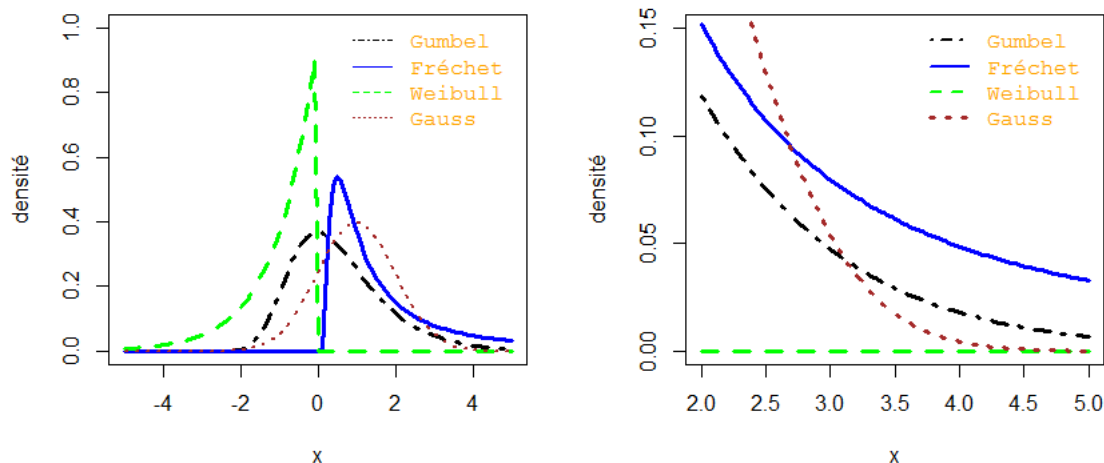 densité
1.0
0.8
0.6
0.4
0.2
0.0
Gumbel
Fréchet
Weibull
Gauss
-4 -2 0 2 4
x
densité
0.15
0.10
0.05
0.00
Gumbel
Fréchet
Weibull
Gauss
2.0 2.5 3.0 3.5 4.0 4.5 5.0
x